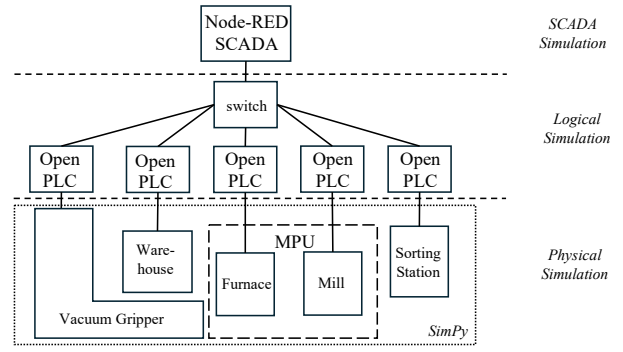 Node-RED
SCADA
SCADA
Simulation
switch
Logical
Simulation
Open
PLC
Open
PLC
Open
PLC
Open
PLC
Open
PLC
Ware-
house
MPU
Furnace
Mill
Sorting
Station
Physical
Simulation
Vacuum Gripper
SimPy